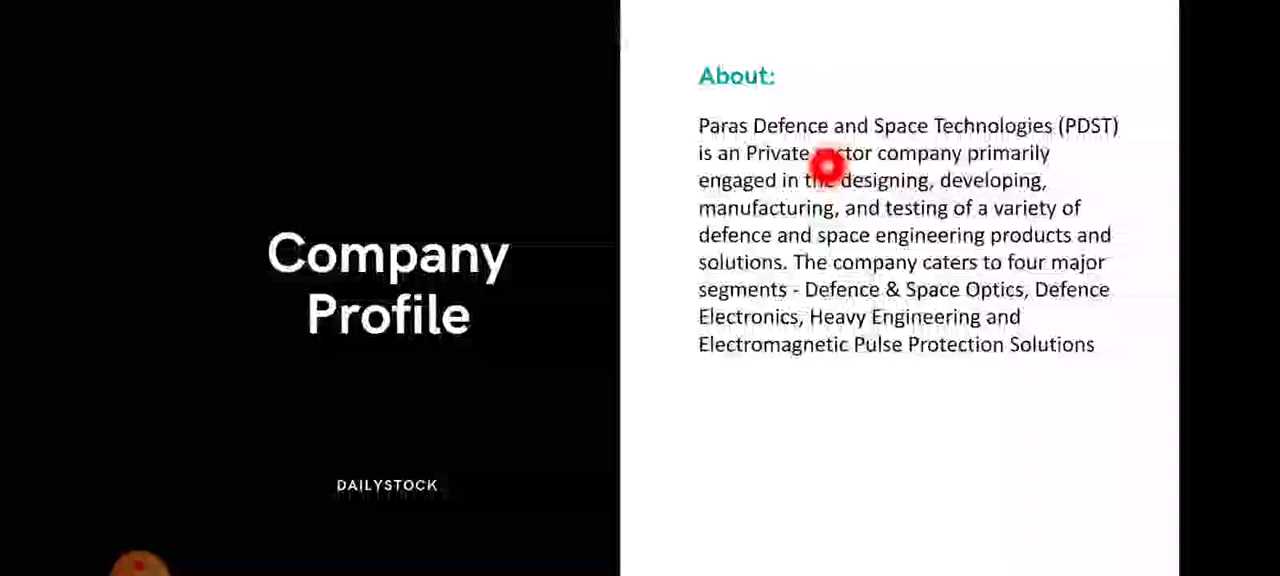 Company
Profile
DAILYSTOCK
About:
Paras Defence and Space Technologies (PDST)
is an Private company primarily
engaged in the designing, developing,
manufacturing, and testing of a variety of
defence and space engineering products and
solutions. The company caters to four major
segments - Defence & Space Optics, Defence
Electronics, Heavy Engineering and
Electromagnetic Pulse Protection Solutions